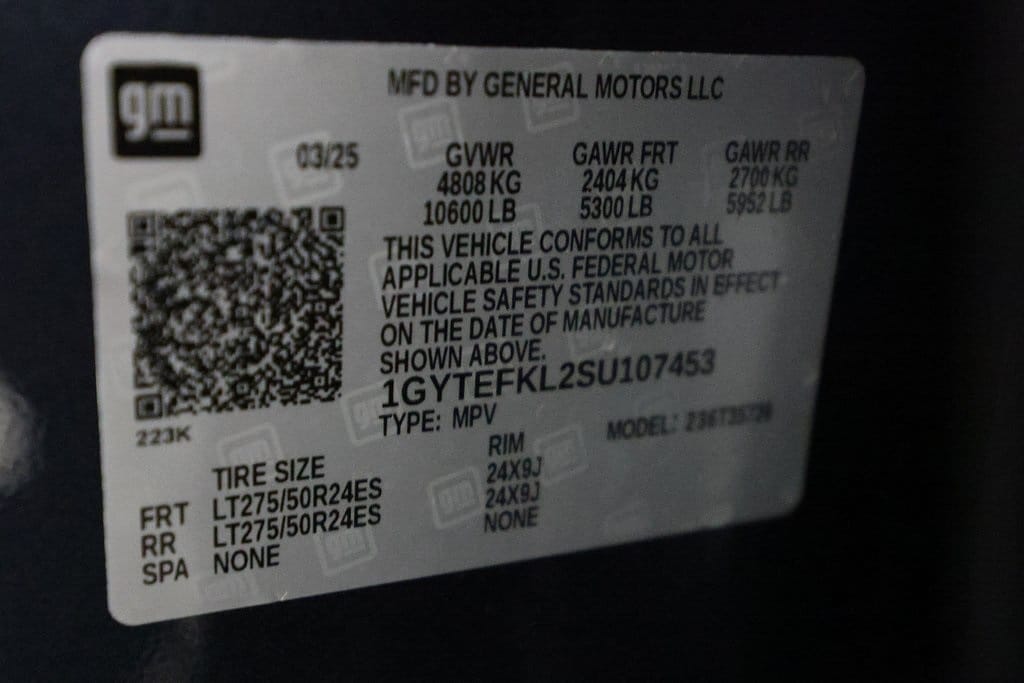 gm
MFD BY GENERAL MOTORS LLC
03/25 GVWR GAWR FRT GAWR RR
4808 KG 2404 KG 2700 KG
10600 LB 5300 LB 5952 LB
THIS VEHICLE CONFORMS TO ALL
APPLICABLE U.S. FEDERAL MOTOR
VEHICLE SAFETY STANDARDS IN EFFECT
ON THE DATE OF MANUFACTURE
SHOWN ABOVE.
1GYTEFKL2SU107453
TYPE: MPV
MODEL:
223K
TIRE SIZE RIM
FRT LT275/50R24ES 24X9J
RR LT275/50R24ES 24X9J
SPA NONE NONE